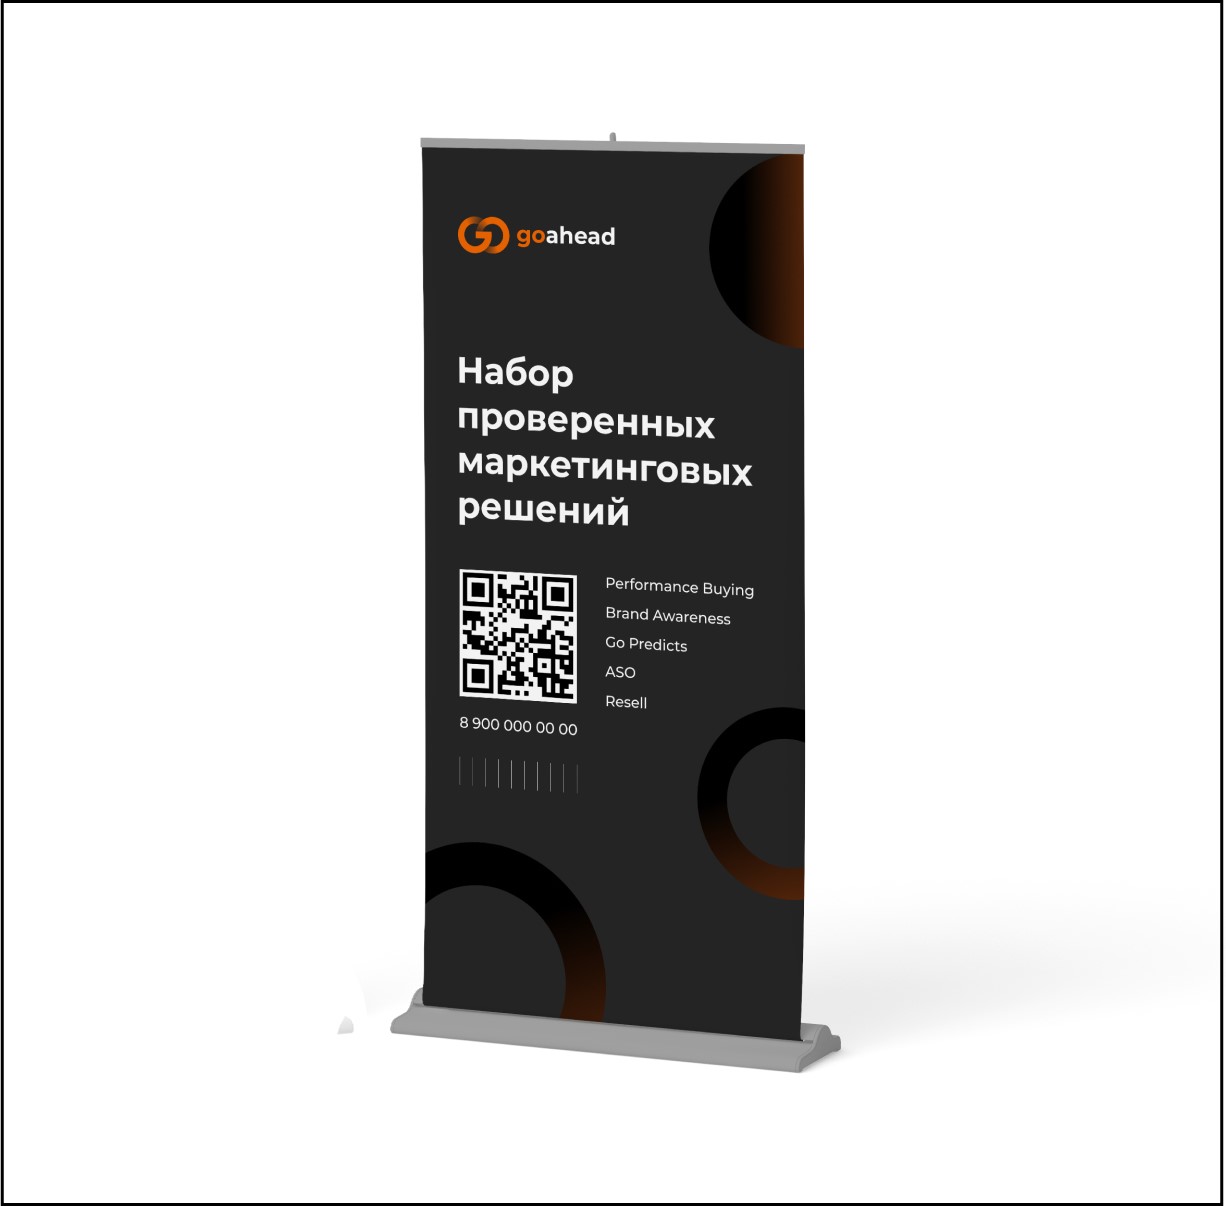 goahead
Набор
проверенных
маркетинговых
решений
Performance Buying
Brand Awareness
Go Predicts
ASO
Resell
8 900 000 00 00